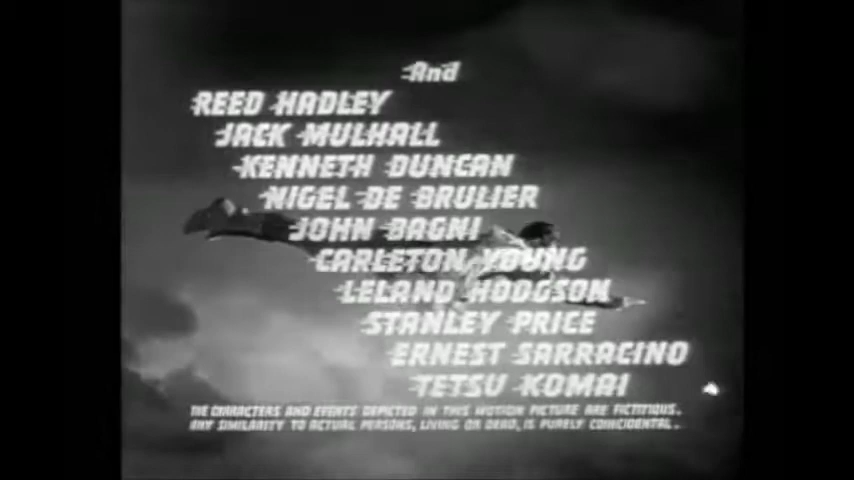 And
REED HADLEY
JACK MULHALL
KENNETH DUNCAN
NIGEL DE BRULIER
JOHN BAGNI
CARLETON YOUNG
LELAND HODGSON
STANLEY PRICE
ERNEST SARRACINO
TETSU KOMAI
THE CHARACTERS AND EVENTS DEPICTED IN THIS MOTION PICTURE ARE FICTITIOUS.
ANY SIMILARITY TO ACTUAL PERSONS, LIVING OR DEAD, IS PURELY COINCIDENTAL.